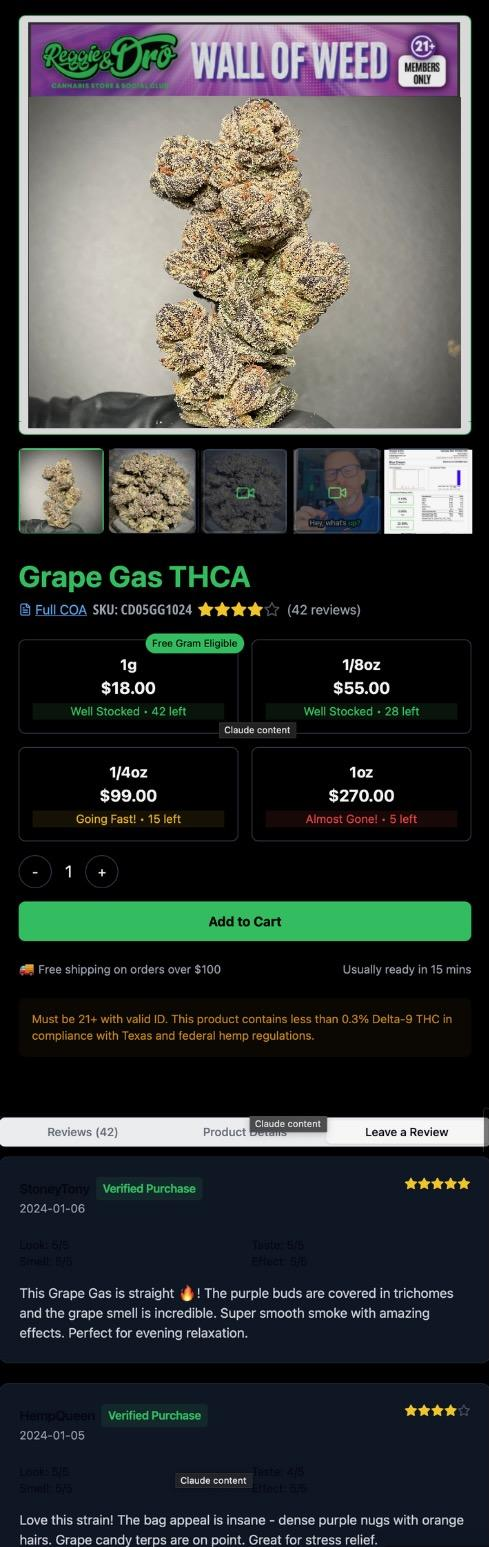 Reggie & Dro
CANNABIS STORE & SOCIAL CLUB
WALL OF WEED
21+
MEMBERS
ONLY
Hey, what's up?
Grape Gas THCA
Full COA SKU: CD05GG1024 (42 reviews)
Free Gram Eligible
1g
$18.00
Well Stocked • 42 left
1/8oz
$55.00
Well Stocked • 28 left
Claude content
1/4oz
$99.00
Going Fast! • 15 left
1oz
$270.00
Almost Gone! • 5 left
- 1 +
Add to Cart
🚚 Free shipping on orders over $100
Usually ready in 15 mins
Must be 21+ with valid ID. This product contains less than 0.3% Delta-9 THC in
compliance with Texas and federal hemp regulations.
Claude content
Reviews (42) Product Details Leave a Review
StoneyTony Verified Purchase
2024-01-06
Look: 5/5 Taste: 5/5
Smell: 5/5 Effect: 5/5
This Grape Gas is straight 🔥! The purple buds are covered in trichomes
and the grape smell is incredible. Super smooth smoke with amazing
effects. Perfect for evening relaxation.
HempQueen Verified Purchase
2024-01-05
Look: 5/5 Taste: 4/5
Claude content
Smell: 5/5 Effect: 5/5
Love this strain! The bag appeal is insane - dense purple nugs with orange
hairs. Grape candy terps are on point. Great for stress relief.